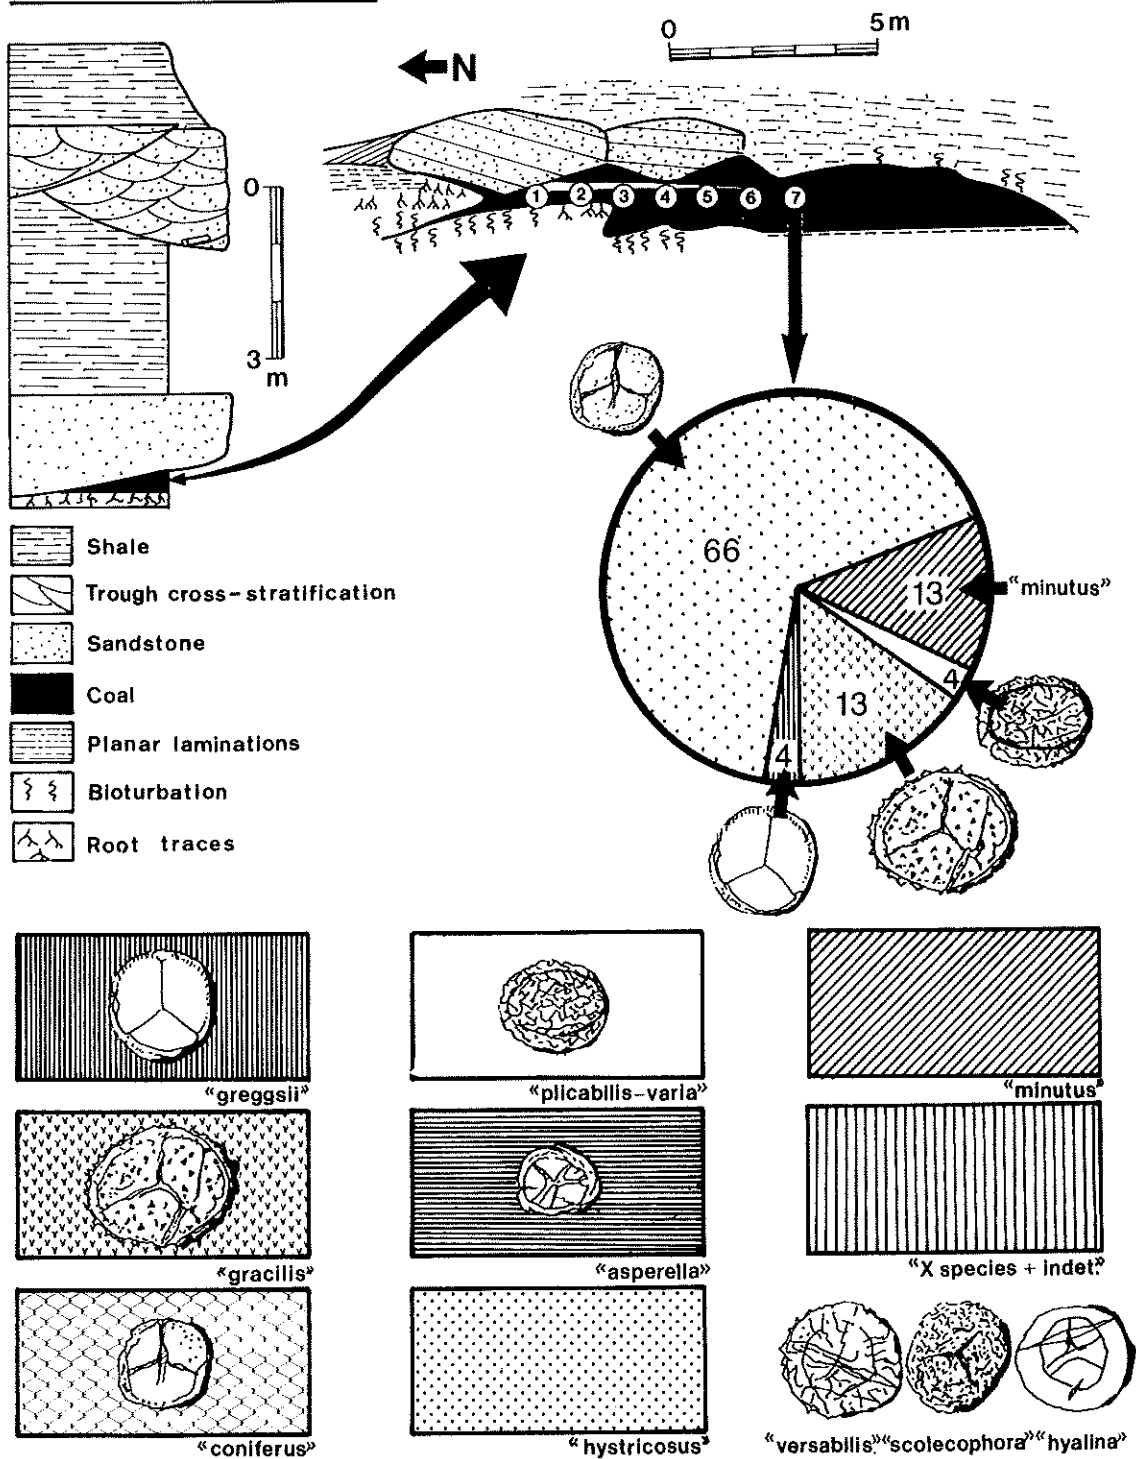 0 5m
N
0
3
m
1 2 3 4 5 6 7
66
13
"minutus"
4
13
4
Shale
Trough cross-stratification
Sandstone
Coal
Planar laminations
Bioturbation
Root traces
"greggsii" "plicabilis-varia" "minutus"
"gracilis" "asperella" "X species + indet."
"coniferus" "hystricosus" "versabilis" "scolecophora" "hyalina"